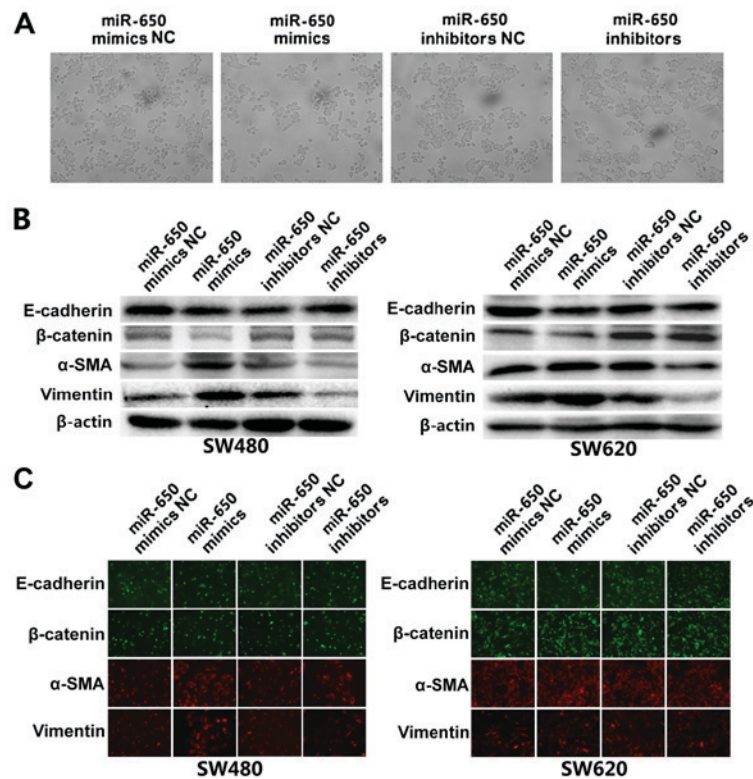 A
miR-650
mimics NC
miR-650
mimics
miR-650
inhibitors NC
miR-650
inhibitors
B
miR-650
mimics NC
miR-650
mimics
miR-650
inhibitors NC
miR-650
inhibitors
E-cadherin
β-catenin
α-SMA
Vimentin
β-actin
SW480
miR-650
mimics NC
miR-650
mimics
miR-650
inhibitors NC
miR-650
inhibitors
E-cadherin
β-catenin
α-SMA
Vimentin
β-actin
SW620
C
miR-650
mimics NC
miR-650
mimics
miR-650
inhibitors NC
miR-650
inhibitors
E-cadherin
β-catenin
α-SMA
Vimentin
SW480
miR-650
mimics NC
miR-650
mimics
miR-650
inhibitors NC
miR-650
inhibitors
E-cadherin
β-catenin
α-SMA
Vimentin
SW620